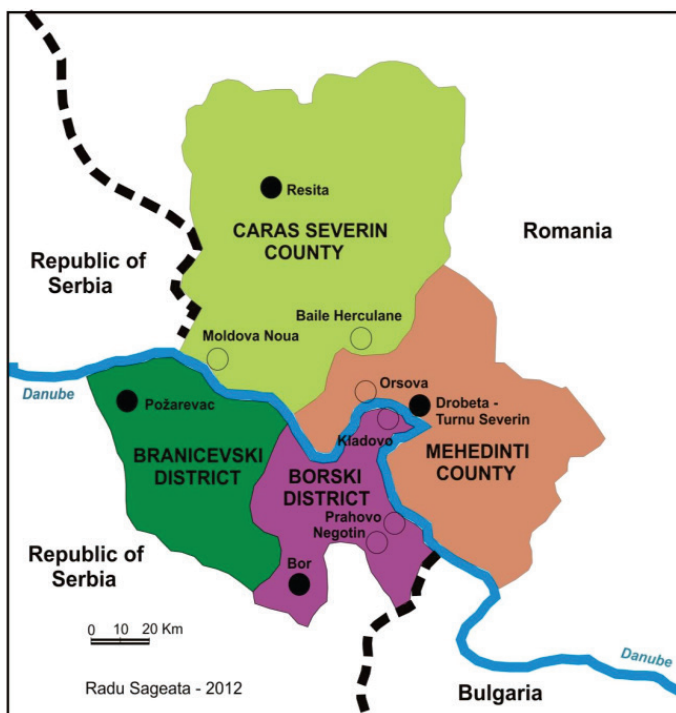 Resita
CARAS SEVERIN
COUNTY
Romania
Republic of
Serbia
Baile Herculane
Moldova Noua
Danube
Požarevac
Orsova
Drobeta -
Turnu Severin
Kladovo
BRANICEVSKI
DISTRICT
BORSKI
DISTRICT
MEHEDINTI
COUNTY
Prahovo
Negotin
Republic of
Serbia
Bor
0 10 20 Km
Radu Sageata - 2012
Danube
Bulgaria